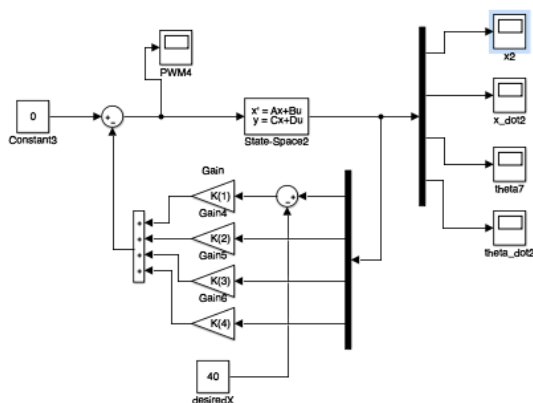 x2
PWM4
0
Constant3
x' = Ax+Bu
y = Cx+Du
State-Space2
x_dot2
theta7
theta_dot2
Gain
K(1)
Gain4
K(2)
Gain5
K(3)
Gain6
K(4)
40
desiredX